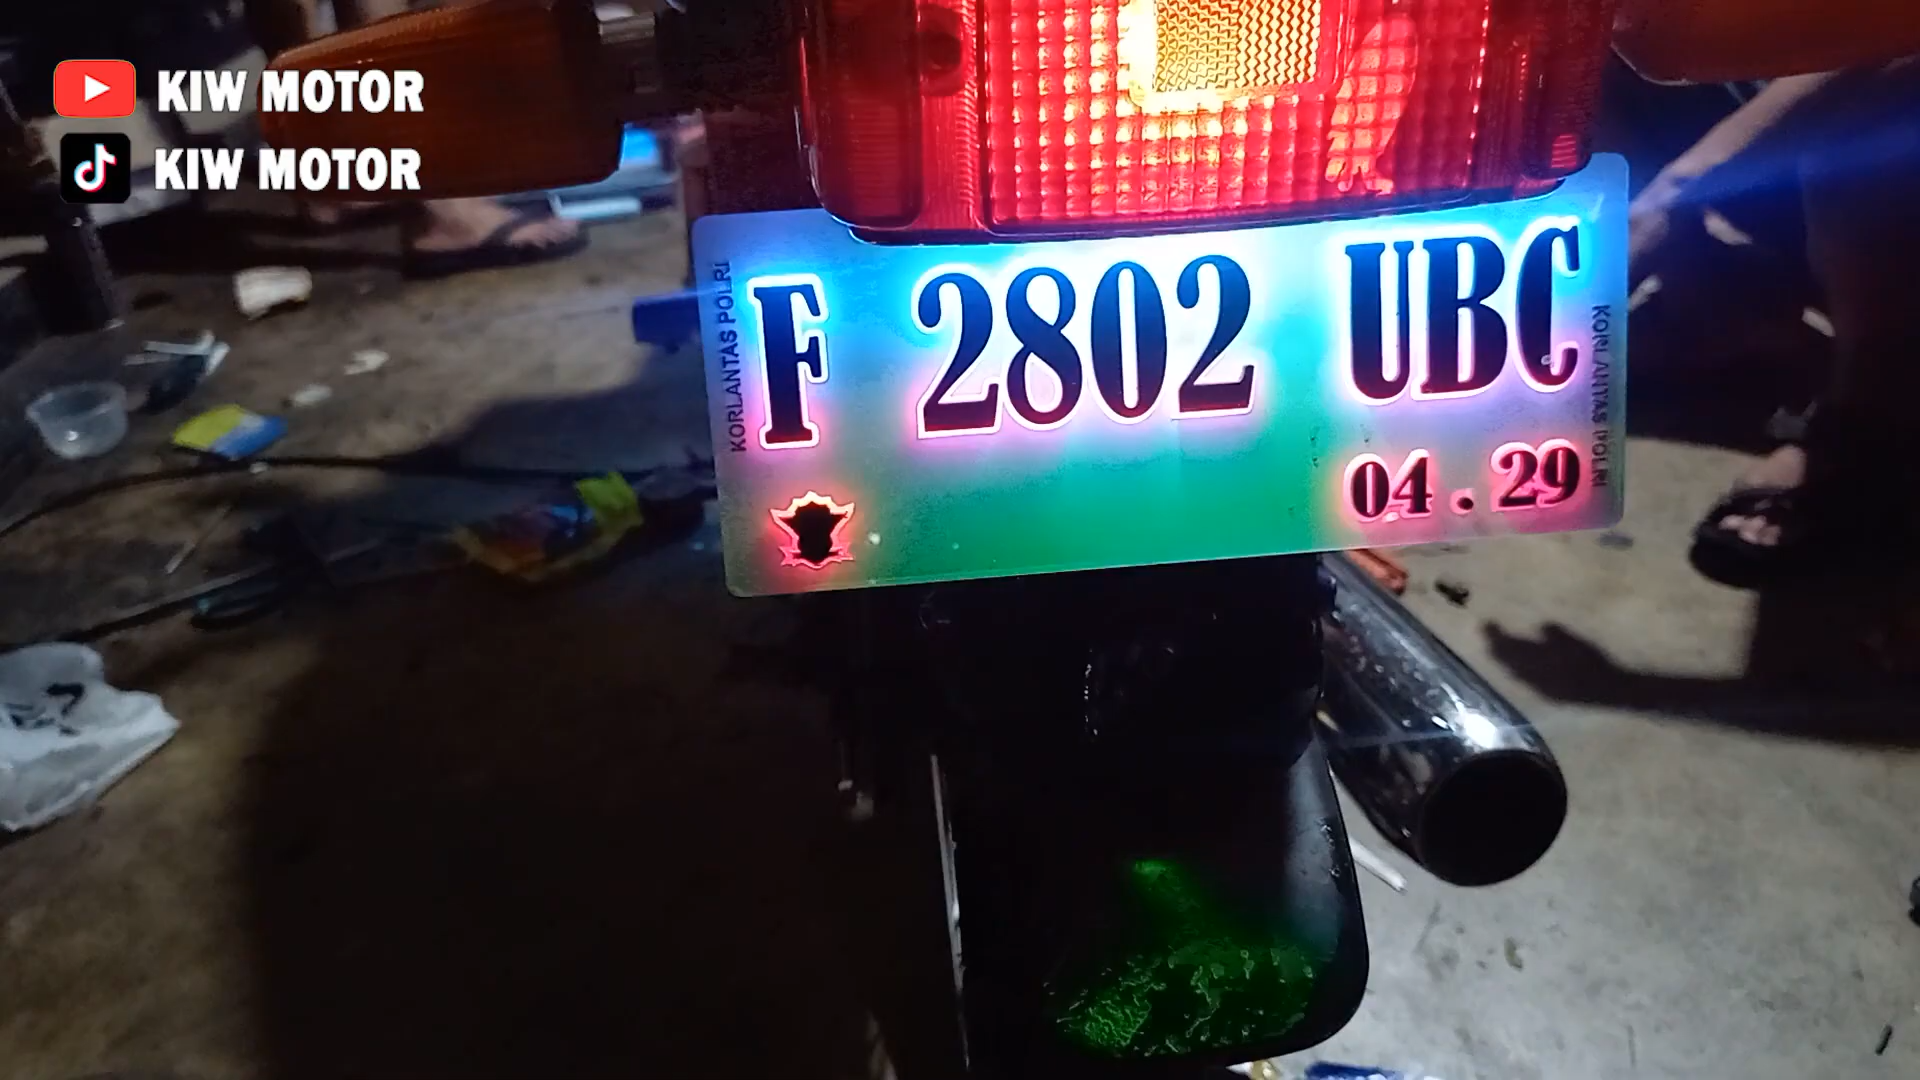 KIW MOTOR
KIW MOTOR
F 2802 UBC
04 . 29
KORLANTAS POLRI
KORLANTAS POLRI